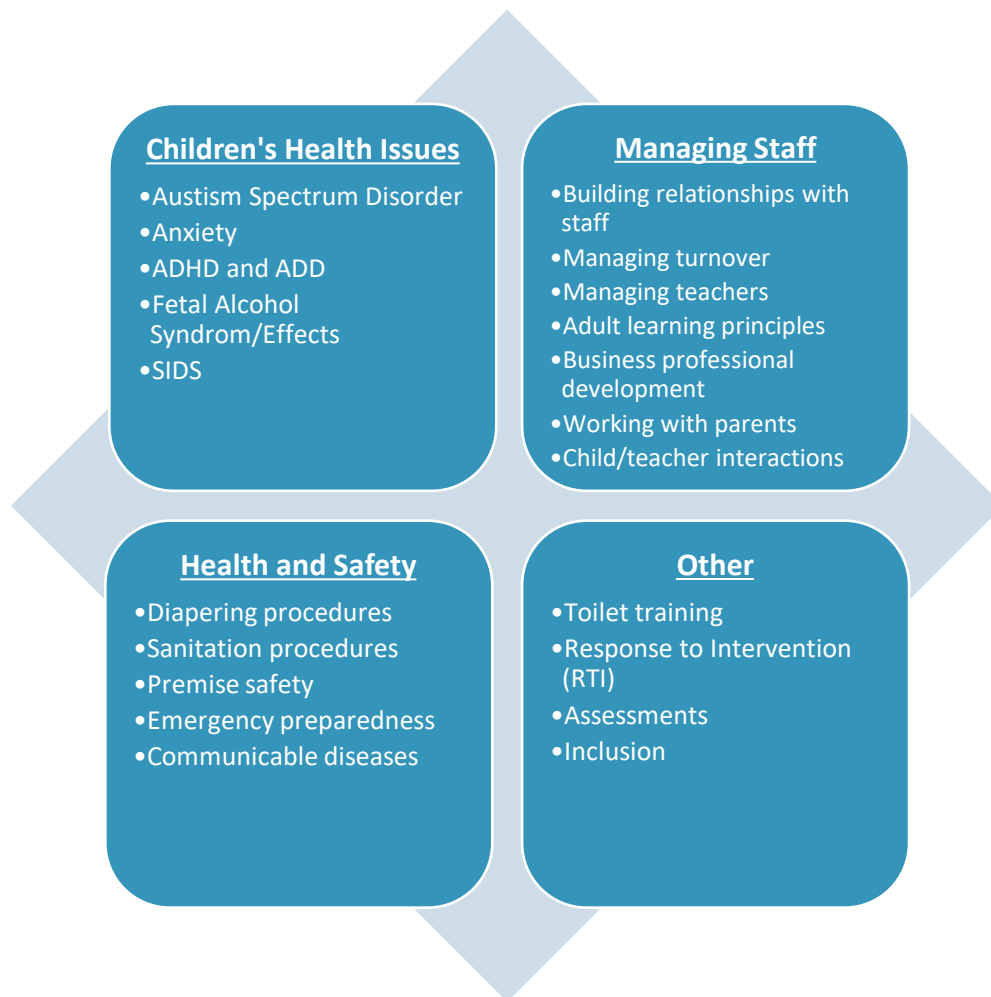 Children's Health Issues
•Austism Spectrum Disorder
•Anxiety
•ADHD and ADD
•Fetal Alcohol
Syndrom/Effects
•SIDS
Managing Staff
•Building relationships with
staff
•Managing turnover
•Managing teachers
•Adult learning principles
•Business professional
development
•Working with parents
•Child/teacher interactions
Health and Safety
•Diapering procedures
•Sanitation procedures
•Premise safety
•Emergency preparedness
•Communicable diseases
Other
•Toilet training
•Response to Intervention
(RTI)
•Assessments
•Inclusion